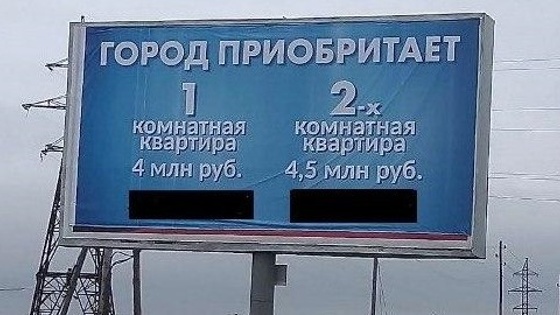 ГОРОД ПРИОБРИТАЕТ
1 2-х
комнатная комнатная
квартира квартира
4 млн руб. 4,5 млн руб.